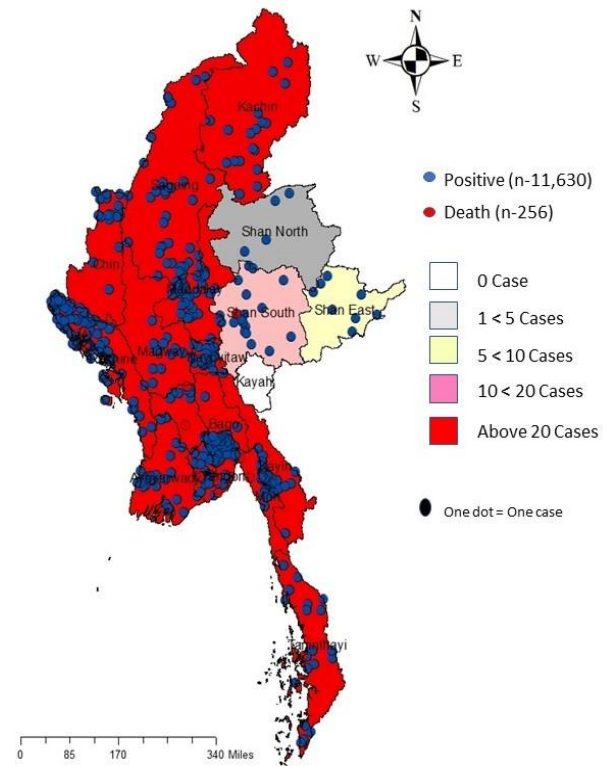 N
W E
S
Kachin
Positive (n-11,630)
Sagaing
Death (n-256)
Shan North
Chin
0 Case
Shan East
Shan South
1 < 5 Cases
Magway
5 < 10 Cases
Kayah
10 < 20 Cases
Bago
Above 20 Cases
One dot = One case
0 85 170 340 Miles